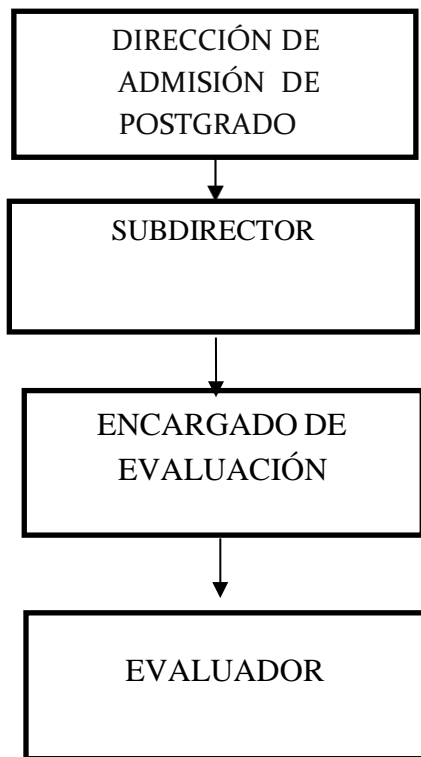 DIRECCIÓN DE
ADMISIÓN DE
POSTGRADO
SUBDIRECTOR
ENCARGADO DE
EVALUACIÓN
EVALUADOR